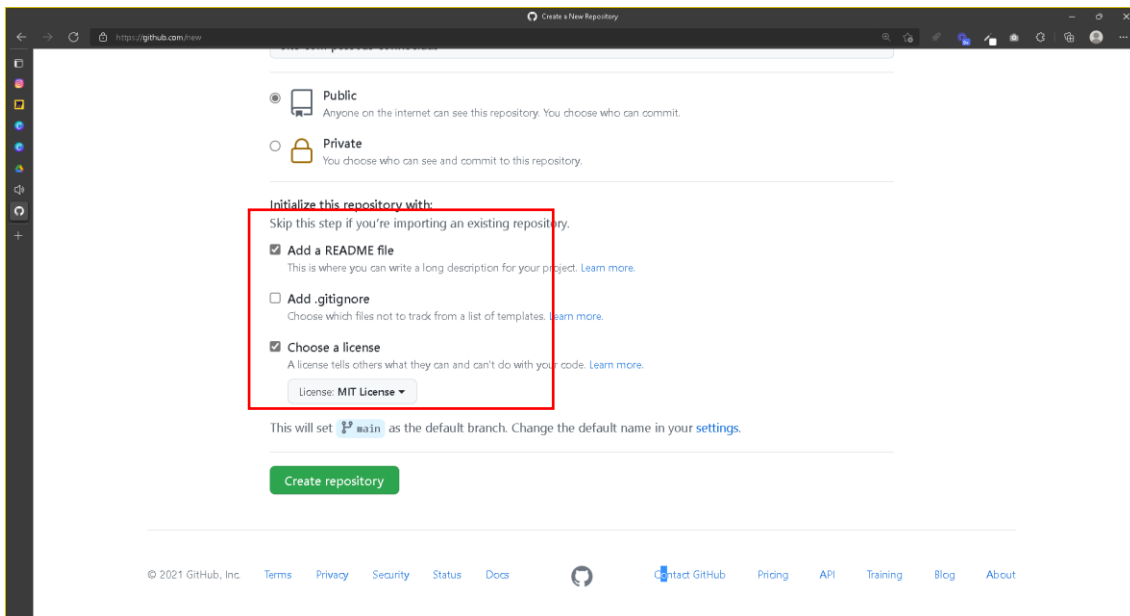 Create a New Repository
https://github.com/new
Public
Anyone on the internet can see this repository. You choose who can commit.
Private
You choose who can see and commit to this repository.
Initialize this repository with:
Skip this step if you're importing an existing repository.
Add a README file
This is where you can write a long description for your project. Learn more.
Add .gitignore
Choose which files not to track from a list of templates. Learn more.
Choose a license
A license tells others what they can and can't do with your code. Learn more.
License: MIT License
This will set main as the default branch. Change the default name in your settings.
Create repository
© 2021 GitHub, Inc. Terms Privacy Security Status Docs Contact GitHub Pricing API Training Blog About